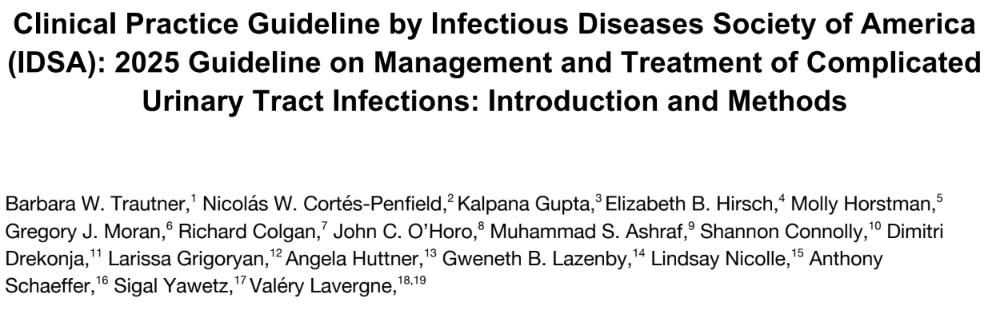 Clinical Practice Guideline by Infectious Diseases Society of America
(IDSA): 2025 Guideline on Management and Treatment of Complicated
Urinary Tract Infections: Introduction and Methods
Barbara W. Trautner,¹ Nicolás W. Cortés-Penfield,² Kalpana Gupta,³ Elizabeth B. Hirsch,⁴ Molly Horstman,⁵
Gregory J. Moran,⁶ Richard Colgan,⁷ John C. O’Horo,⁸ Muhammad S. Ashraf,⁹ Shannon Connolly,¹⁰ Dimitri
Drekonja,¹¹ Larissa Grigoryan,¹² Angela Huttner,¹³ Gweneth B. Lazenby,¹⁴ Lindsay Nicolle,¹⁵ Anthony
Schaeffer,¹⁶ Sigal Yawetz,¹⁷ Valéry Lavergne,¹⁸,¹⁹